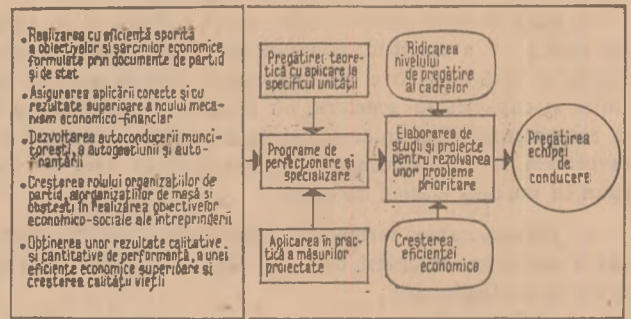 • Realizarea cu eficiență sporită
a obiectivelor și sarcinilor economice,
formulate prin documente de partid
și de stat
• Asigurarea aplicării corecte și cu
rezultate superioare a noului meca-
nism economico-financiar
• Dezvoltarea autoconducerii munci-
torești, a autogestiunii și auto-
finanțării
• Creșterea rolului organizațiilor de
partid, a organizațiilor de masă și
obștești în realizarea obiectivelor
economico-sociale ale întreprinderii
• Obținerea unor rezultate calitative
și cantitative de performanță, a unei
eficiențe economice superioare și
creșterea calității vieții
Pregătirei teore-
tică cu aplicare la
specificul unității
Programe de
perfecționare și
specializare
Aplicarea în prac-
tică a măsurilor
proiectate
Ridicarea
nivelului
de pregătire
al cadrelor
Elaborarea de
studii și proiecte
pentru rezolvarea
unor probleme
prioritare
Creșterea
eficienței
economice
Pregătirea
echipei
de
conducere